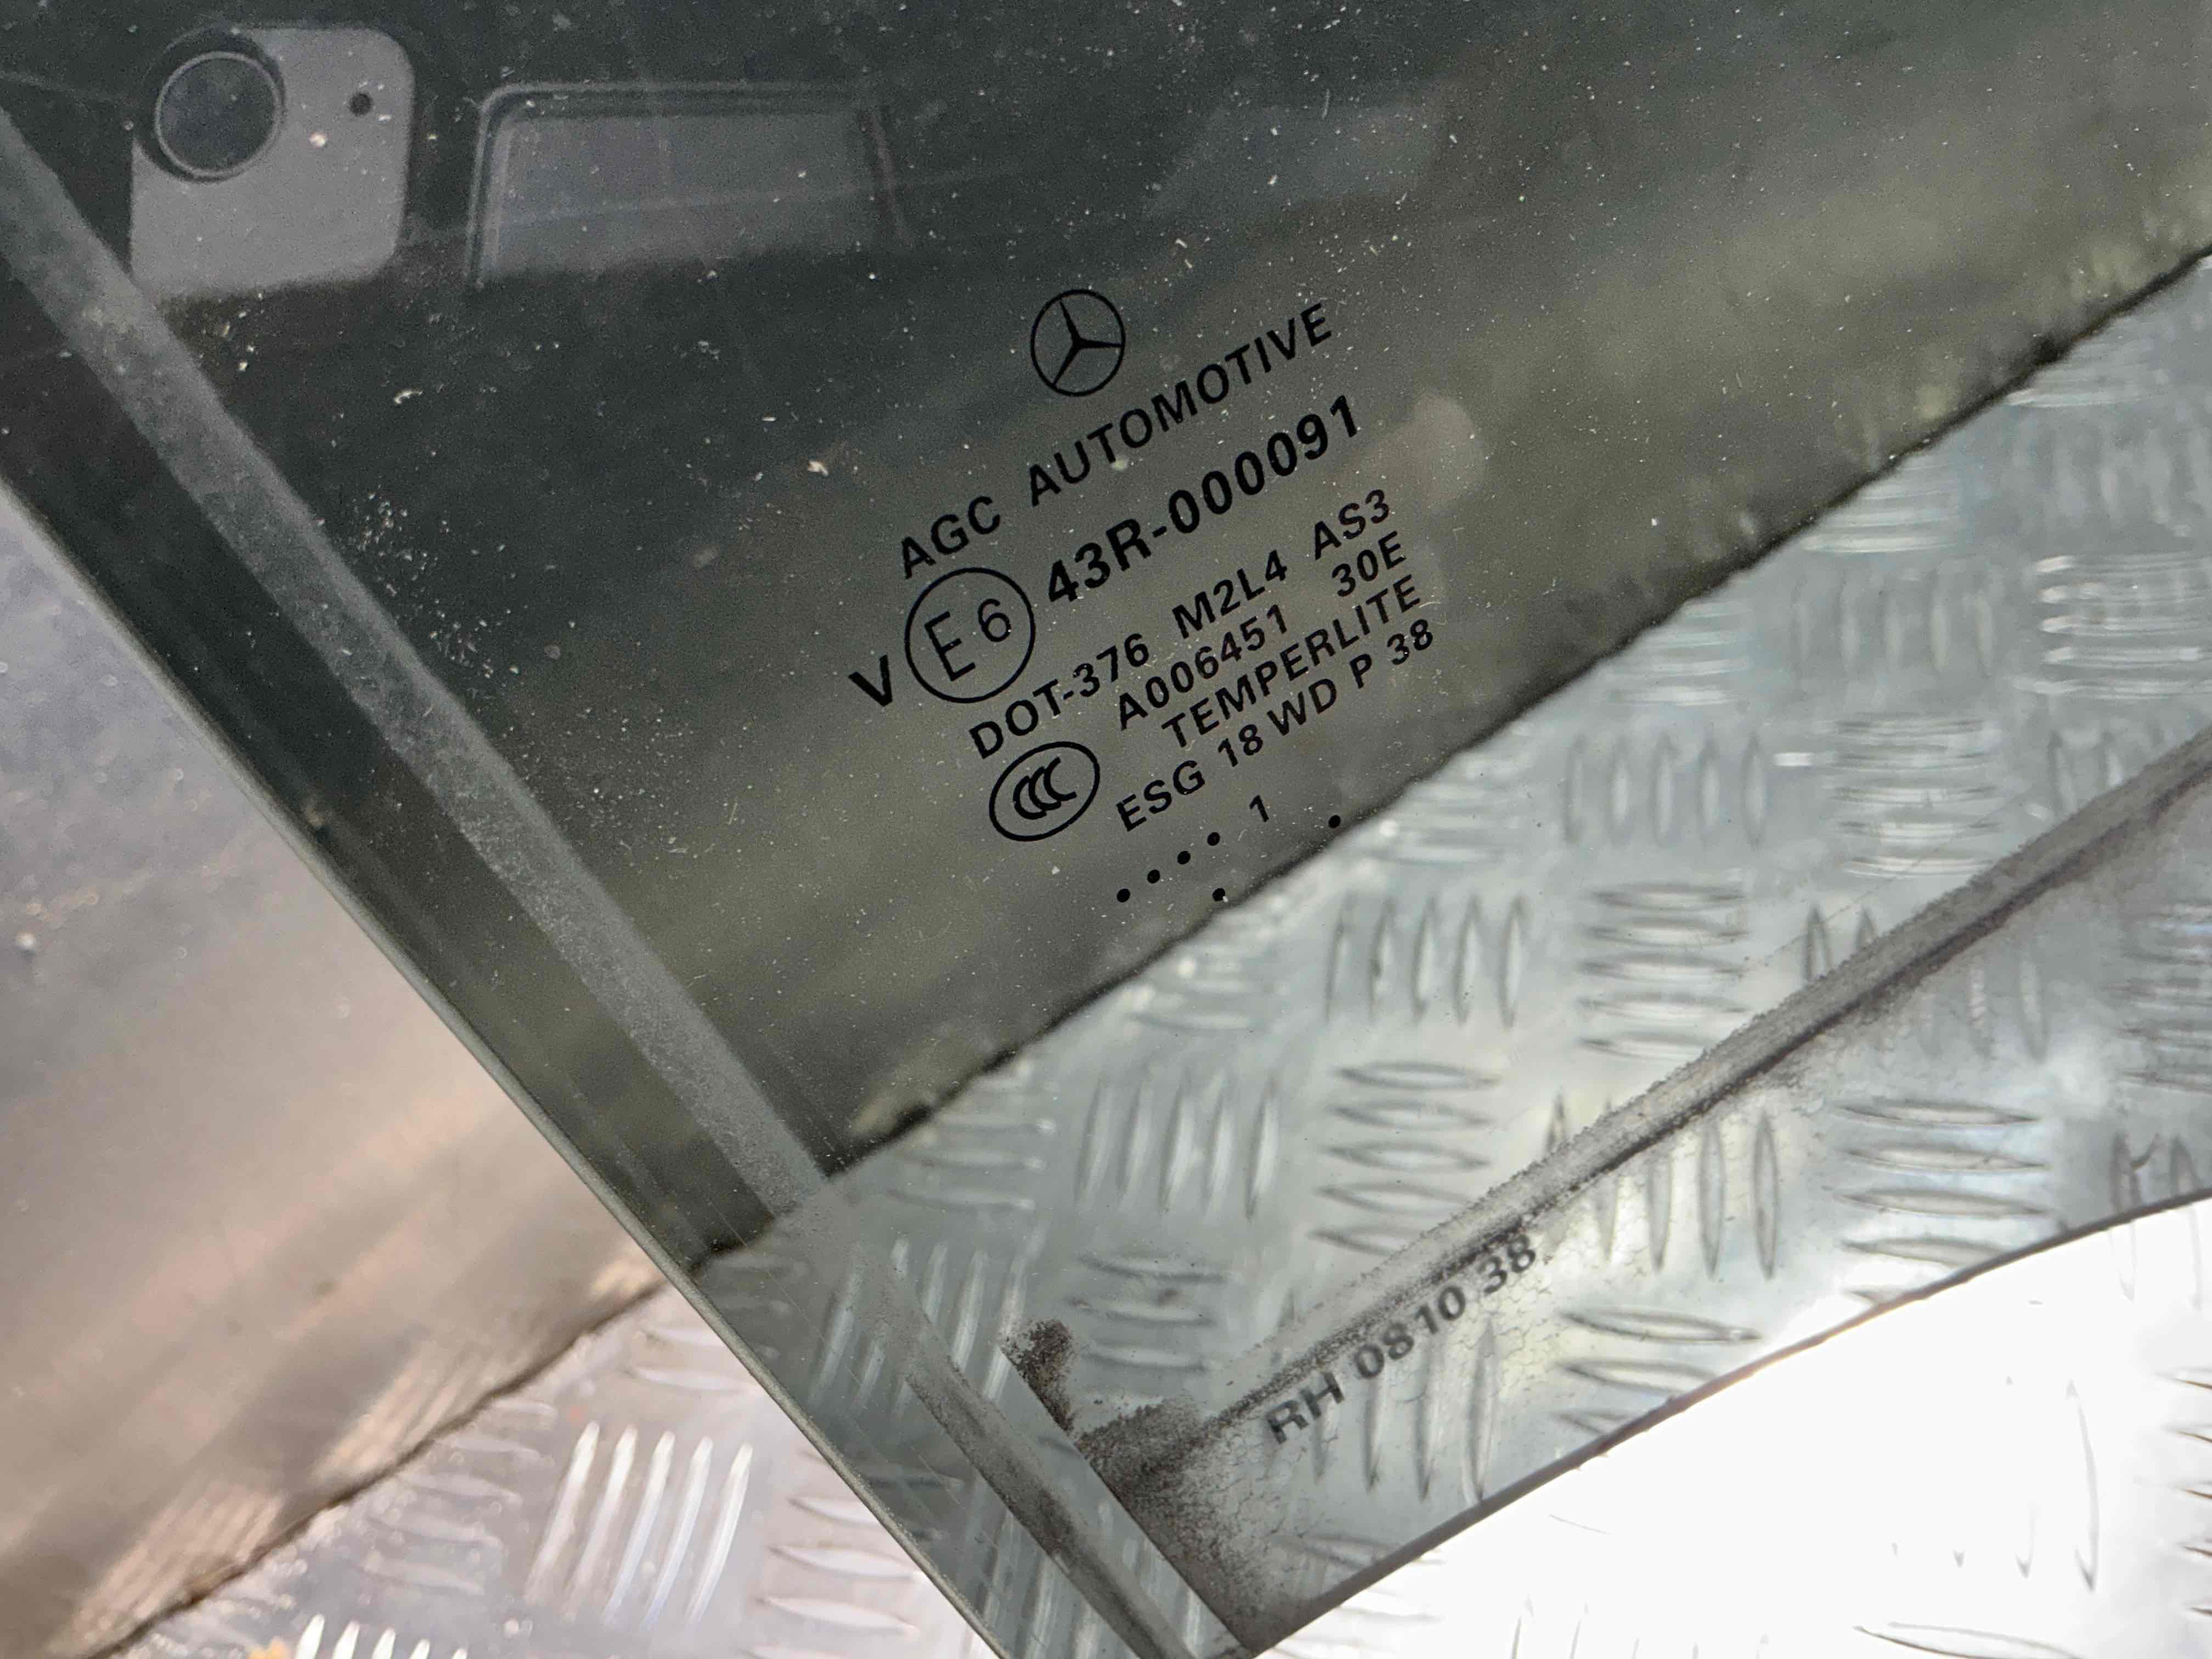 AGC AUTOMOTIVE
V E6 43R-000091
DOT-376 M2L4 AS3
CCC A006451 30E
TEMPERLITE
ESG 18 WD P 38
.... 1 .
.
RH 0810 38